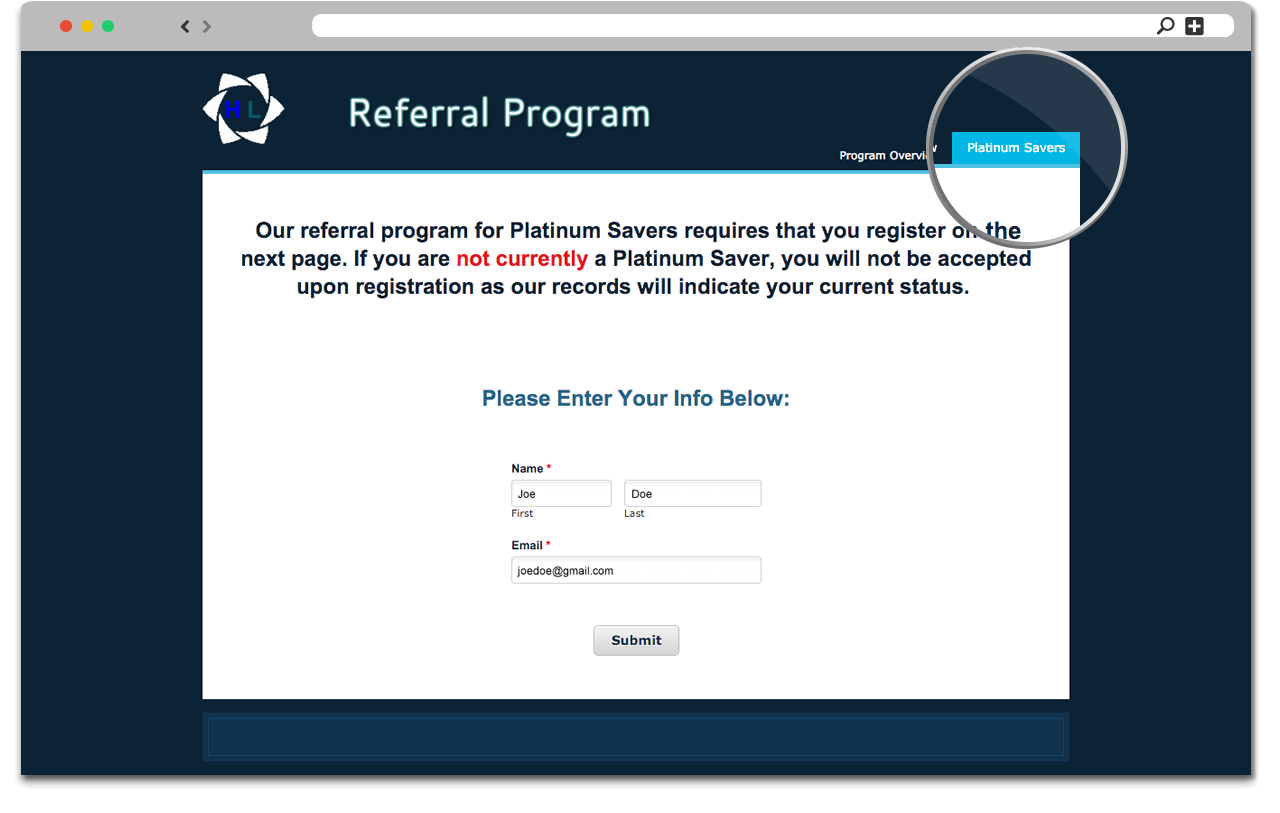 H L
Referral Program
Program Overview
Platinum Savers
Our referral program for Platinum Savers requires that you register on the
next page. If you are not currently a Platinum Saver, you will not be accepted
upon registration as our records will indicate your current status.
Please Enter Your Info Below:
Name *
Joe Doe
First Last
Email *
joedoe@gmail.com
Submit